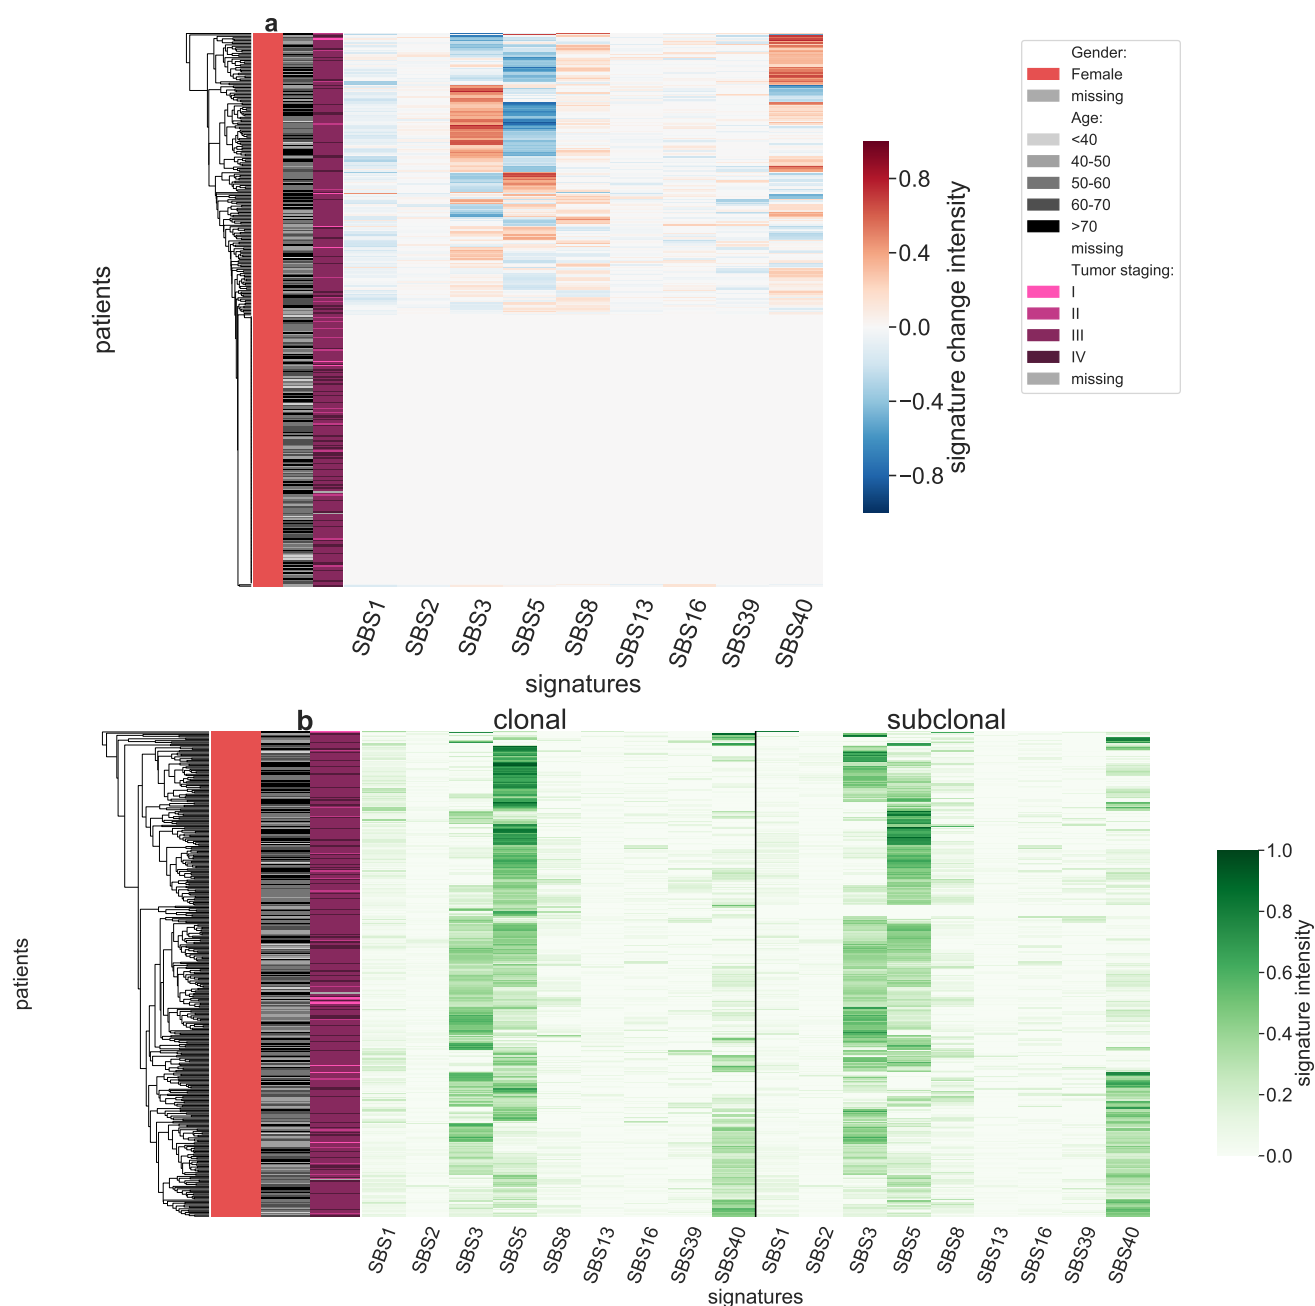 a
Gender:
Female
missing
Age:
<40
40-50
50-60
60-70
>70
missing
Tumor staging:
I
II
III
IV
missing
0.8
0.4
0.0
−0.4
−0.8
signature change intensity
patients
SBS1
SBS2
SBS3
SBS5
SBS8
SBS13
SBS16
SBS39
SBS40
signatures
b
clonal
subclonal
patients
1.0
0.8
0.6
0.4
0.2
0.0
signature intensity
SBS1
SBS2
SBS3
SBS5
SBS8
SBS13
SBS16
SBS39
SBS40
SBS1
SBS2
SBS3
SBS5
SBS8
SBS13
SBS16
SBS39
SBS40
signatures